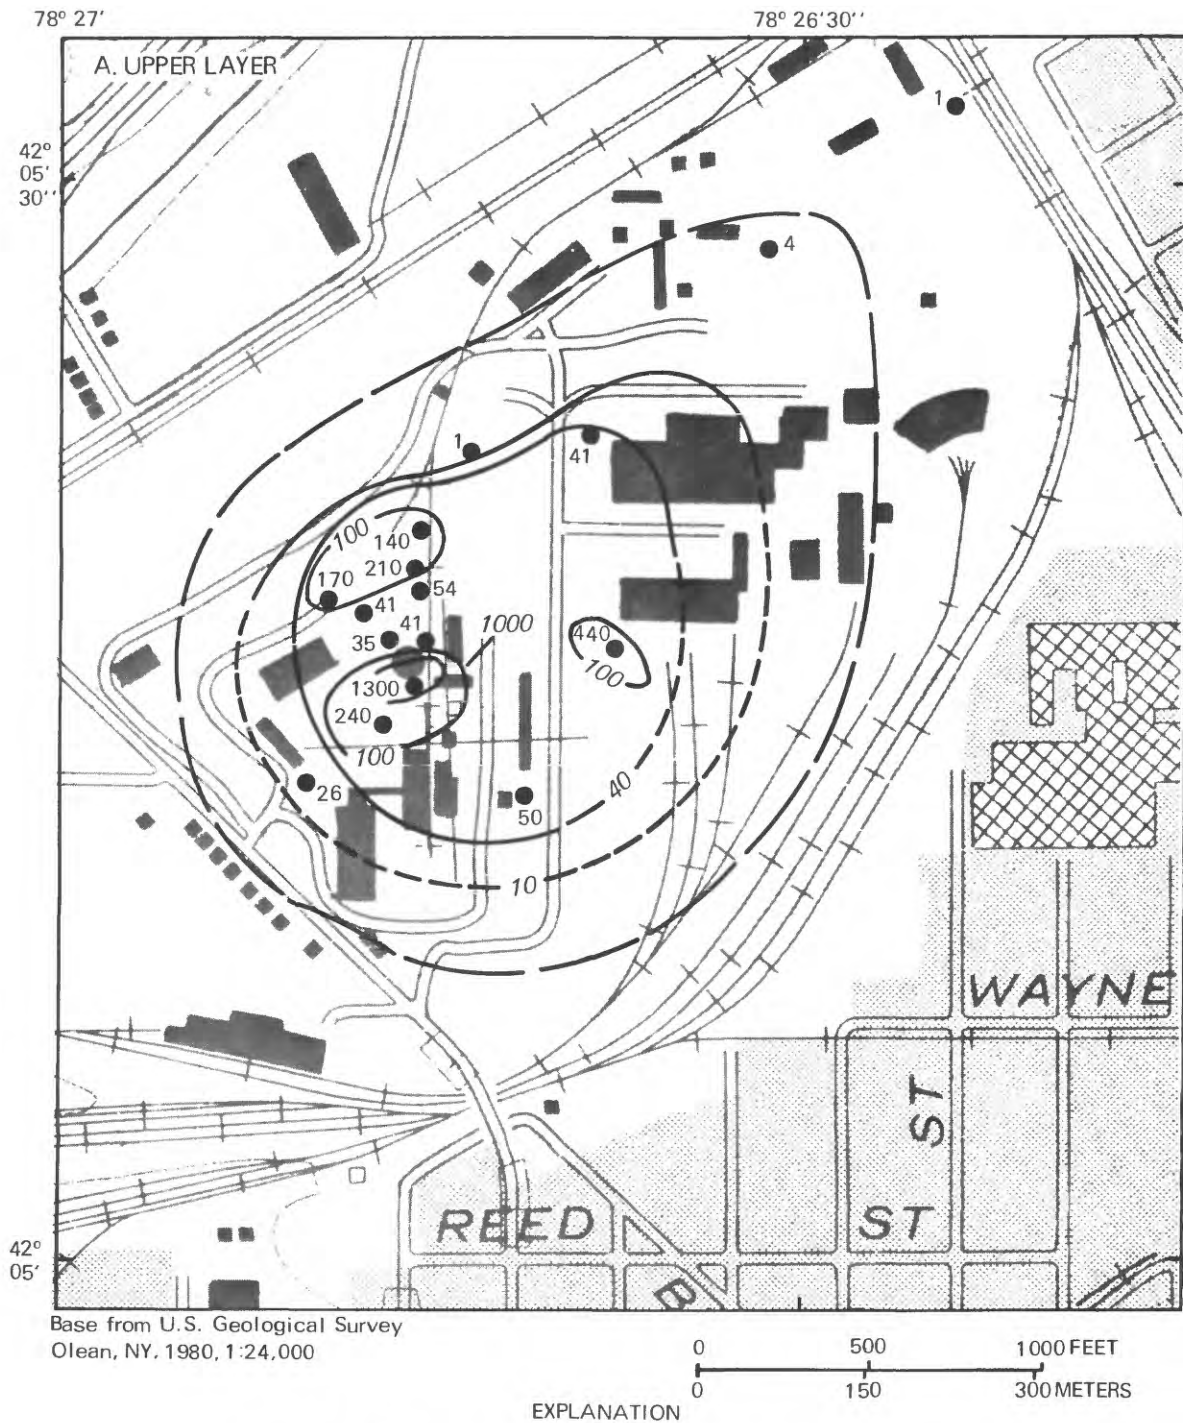 78° 27'
78° 26'30''
A. UPPER LAYER
42°
05'
30''
1
4
1
41
100
140
210
170
54
41
35
41
1000
440
100
1300
240
100
26
50
40
10
WAYNE
ST
REED
ST
B
42°
05'
Base from U.S. Geological Survey
Olean, NY, 1980, 1:24,000
0 500 1000 FEET
0 150 300 METERS
EXPLANATION